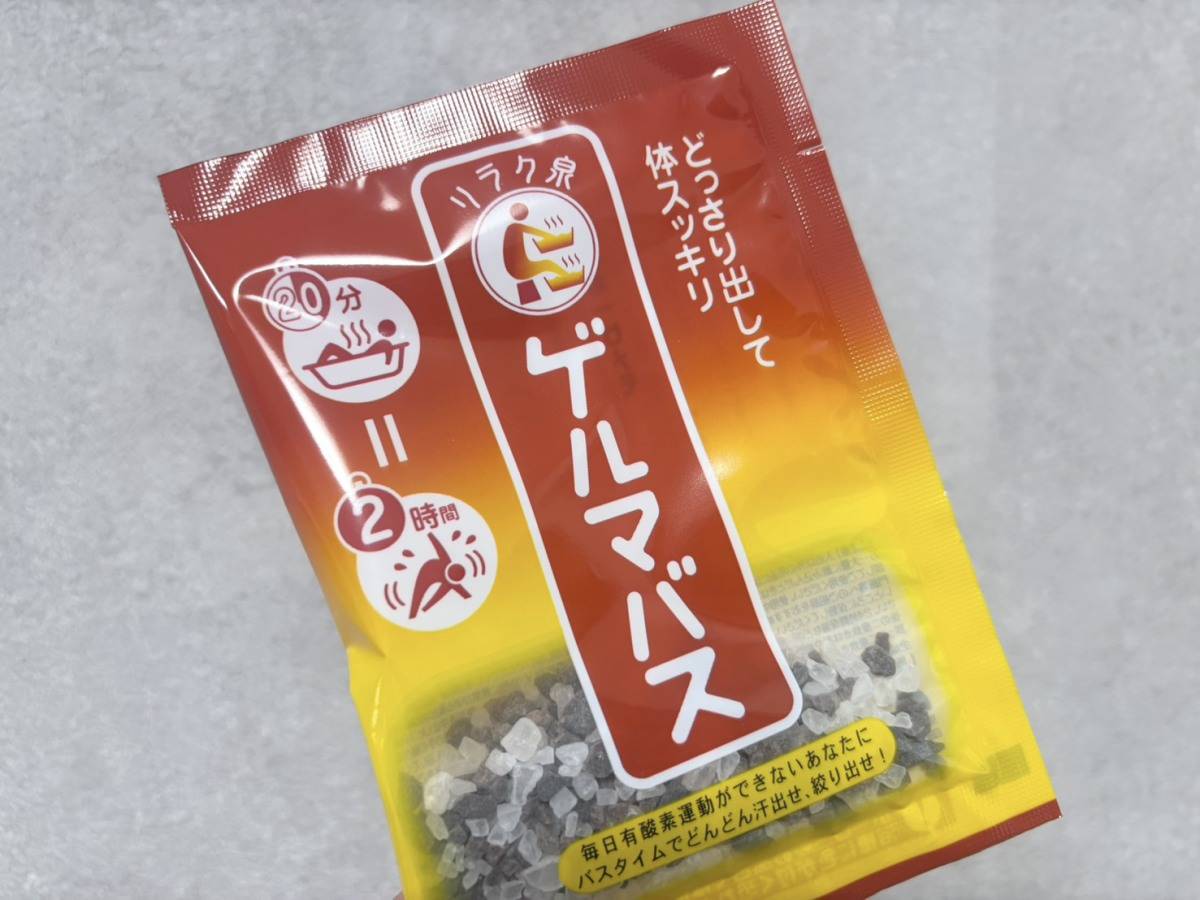 どっさり出して
体スッキリ
リラク泉
ゲルマバス
20分
=
2時間
毎日有酸素運動ができないあなたに
バスタイムでどんどん汗出せ、絞り出せ!